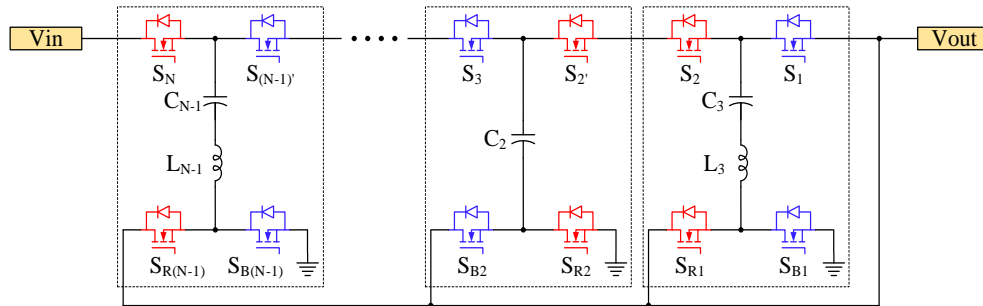 Vin
S_N
S_(N-1)'
S_3
S_2'
S_2
S_1
Vout
C_N-1
C_2
C_3
L_N-1
L_3
S_R(N-1)
S_B(N-1)
S_B2
S_R2
S_R1
S_B1